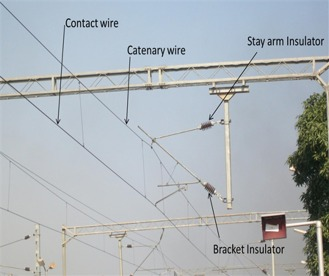 Contact wire
Catenary wire
Stay arm Insulator
Bracket Insulator